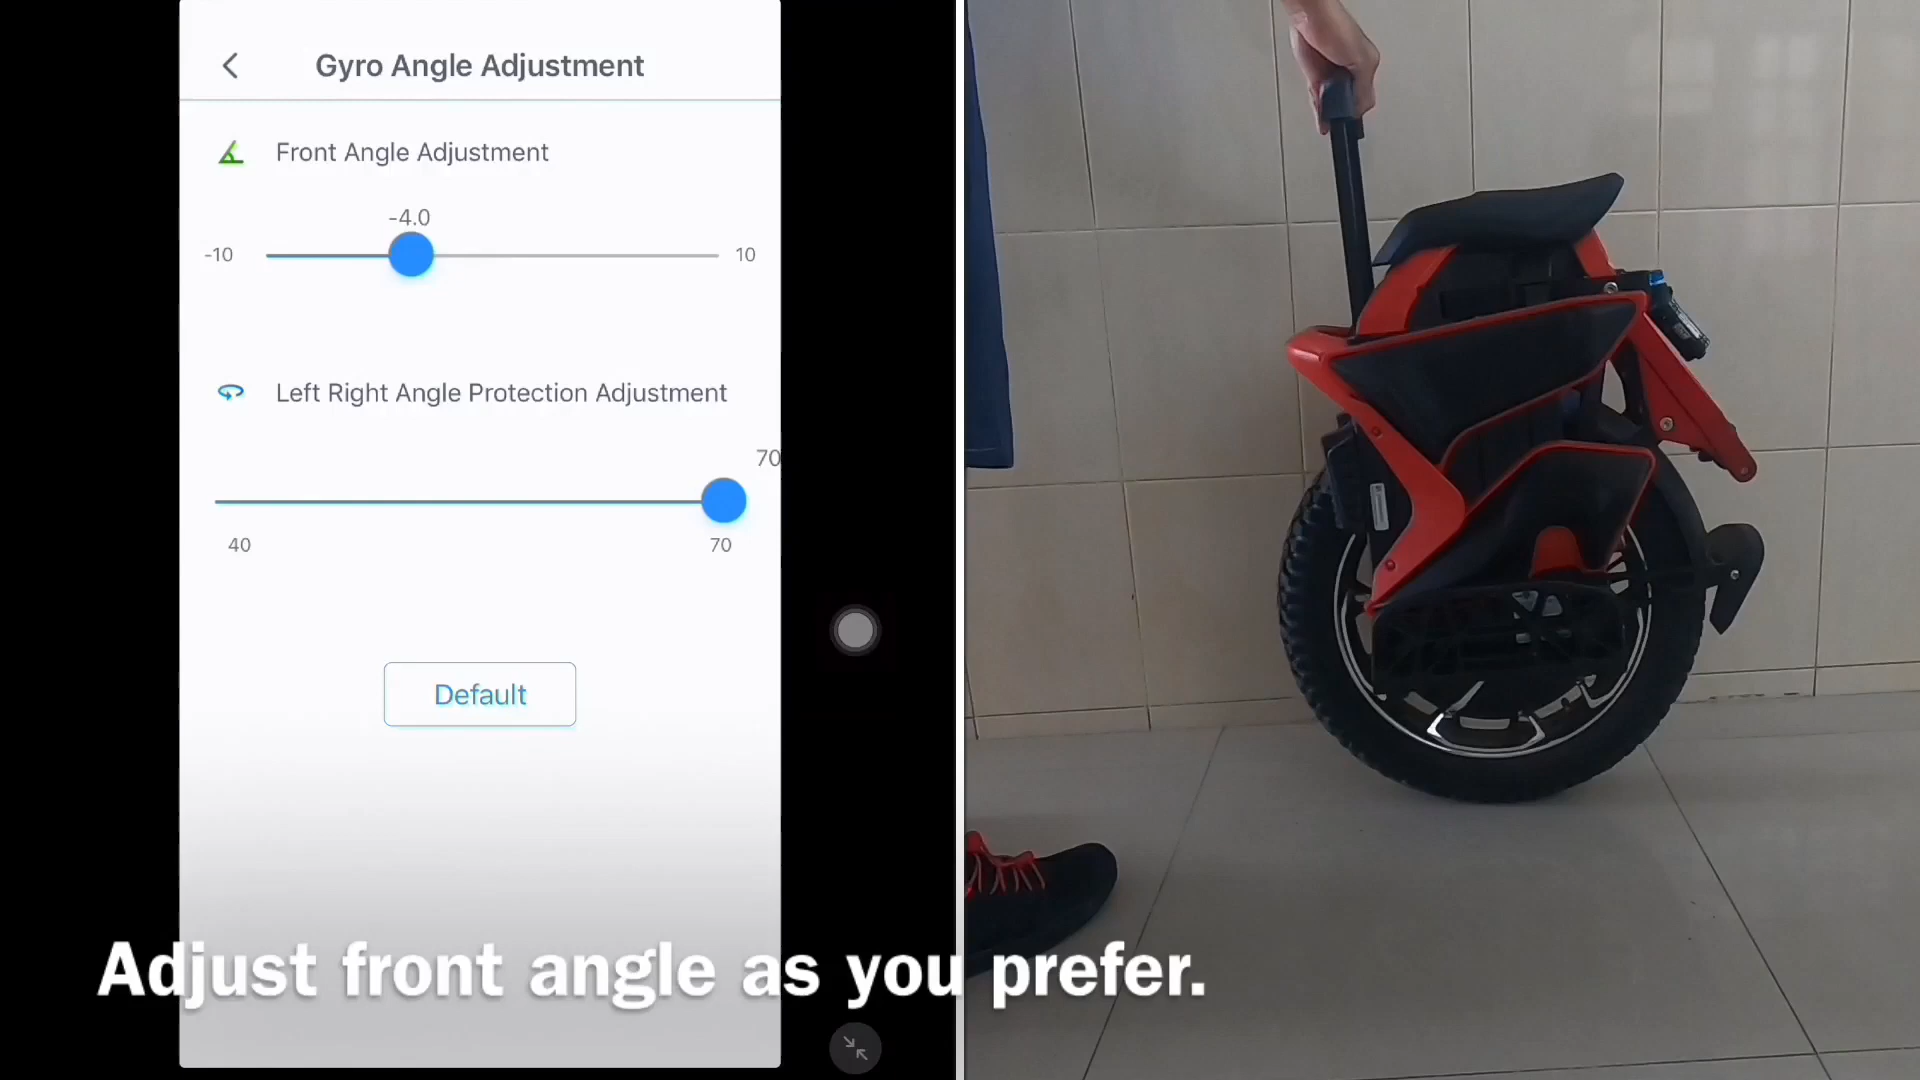 Gyro Angle Adjustment
Front Angle Adjustment
-4.0
-10
10
Left Right Angle Protection Adjustment
70
40
70
Default
Adjust front angle as you prefer.